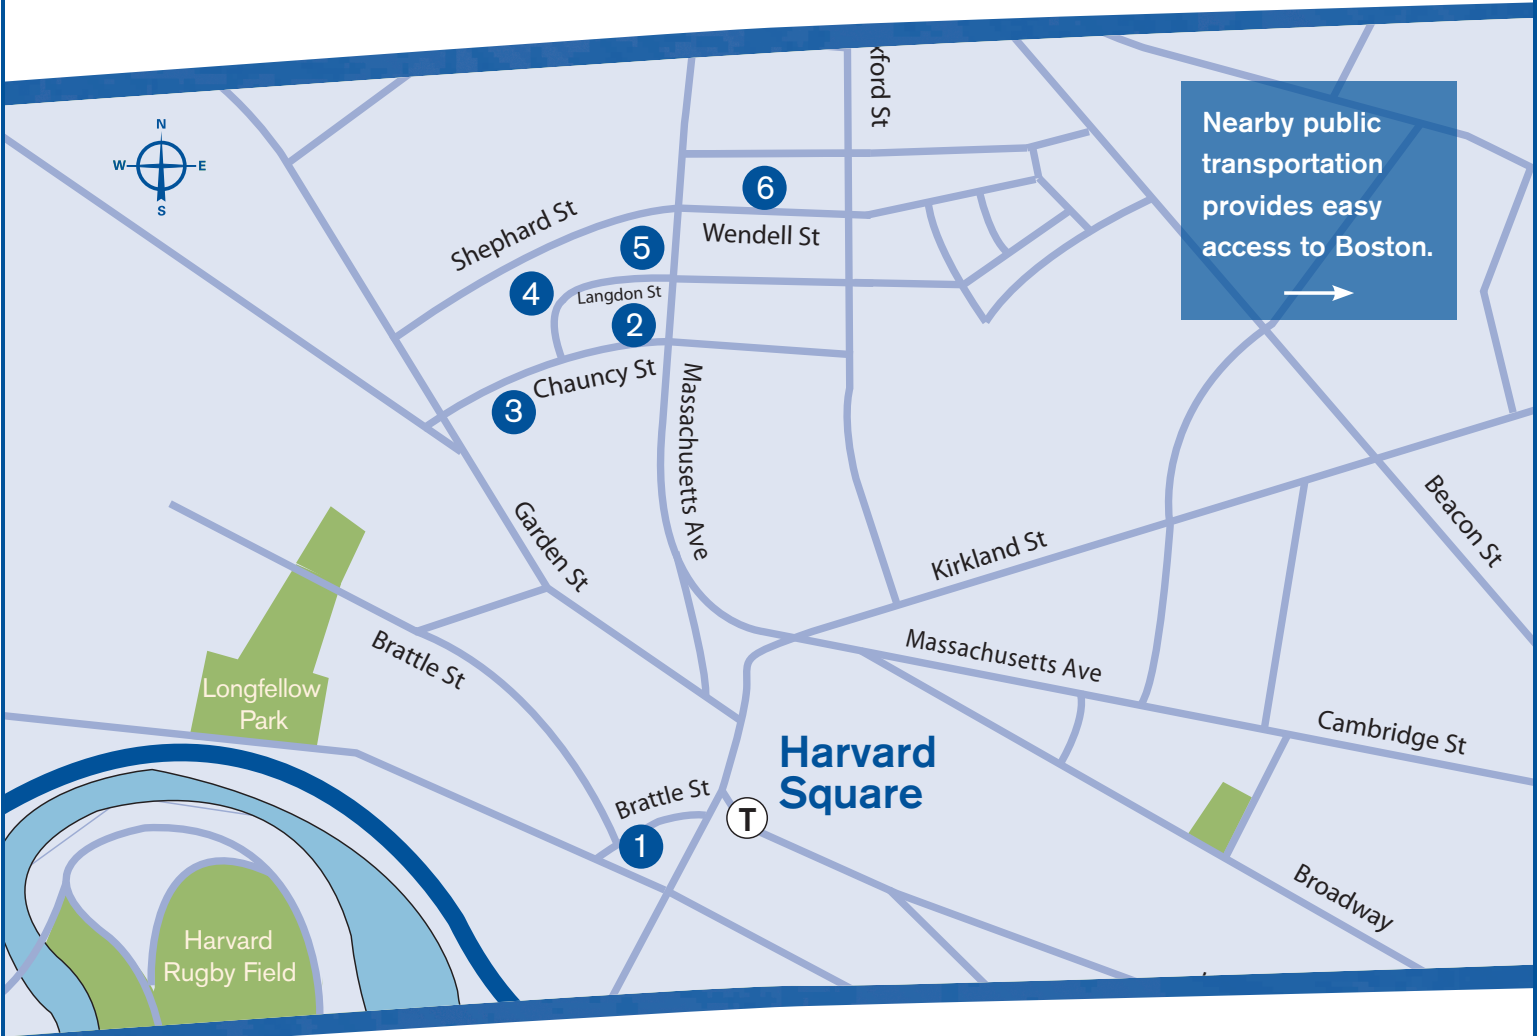 xford St
N
W
E
S
Nearby public
transportation
provides easy
access to Boston.
6
Shephard St
Wendell St
5
4
Langdon St
2
Chauncy St
3
Massachusetts Ave
Garden St
Beacon St
Kirkland St
Brattle St
Massachusetts Ave
Longfellow
Park
Cambridge St
Harvard
Square
Brattle St
T
1
Broadway
Harvard
Rugby Field